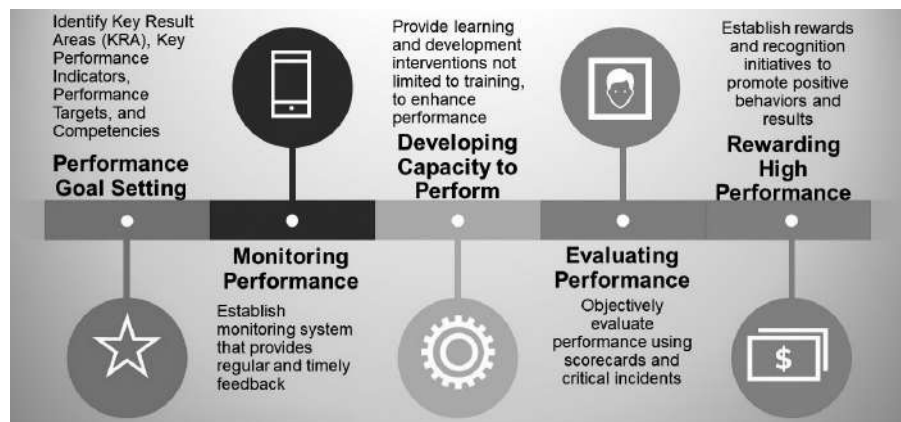 Identify Key Result
Areas (KRA), Key
Performance
Indicators,
Performance
Targets, and
Competencies
Performance
Goal Setting
Monitoring
Performance
Establish
monitoring system
that provides
regular and timely
feedback
Provide learning
and development
interventions not
limited to training,
to enhance
performance
Developing
Capacity to
Perform
Evaluating
Performance
Objectively
evaluate
performance using
scorecards and
critical incidents
Establish rewards
and recognition
initiatives to
promote positive
behaviors and
results
Rewarding
High
Performance
$